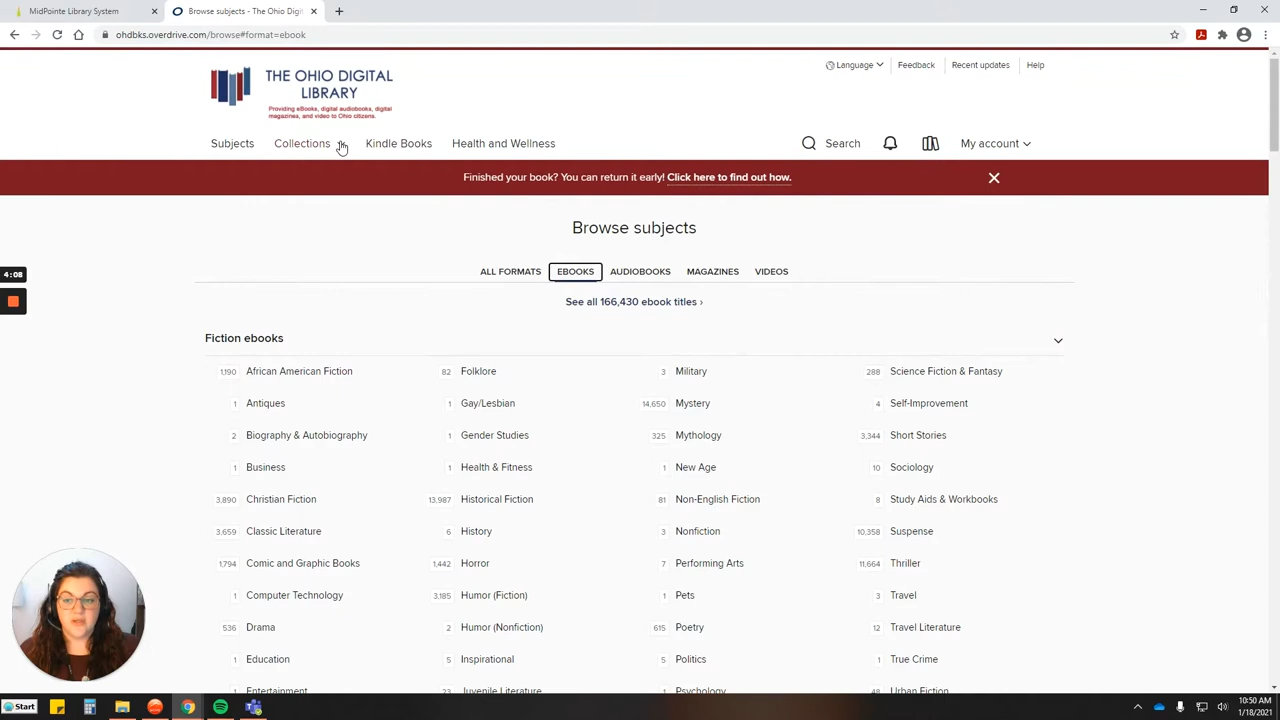 MidPointe Library System
Browse subjects - The Ohio Digi
ohdbks.overdrive.com/browse#format=ebook
Language
Feedback
Recent updates
Help
THE OHIO DIGITAL
LIBRARY
Providing eBooks, digital audiobooks, digital
magazines, and video to Ohio citizens.
Subjects
Collections
Kindle Books
Health and Wellness
Search
My account
Finished your book? You can return it early! Click here to find out how.
Browse subjects
4:08
ALL FORMATS
EBOOKS
AUDIOBOOKS
MAGAZINES
VIDEOS
See all 166,430 ebook titles ›
Fiction ebooks
1,190 African American Fiction
82 Folklore
3 Military
288 Science Fiction & Fantasy
1 Antiques
1 Gay/Lesbian
14,650 Mystery
4 Self-Improvement
2 Biography & Autobiography
1 Gender Studies
325 Mythology
3,344 Short Stories
1 Business
1 Health & Fitness
1 New Age
10 Sociology
3,890 Christian Fiction
13,987 Historical Fiction
81 Non-English Fiction
8 Study Aids & Workbooks
3,659 Classic Literature
6 History
3 Nonfiction
10,358 Suspense
1,794 Comic and Graphic Books
1,442 Horror
7 Performing Arts
11,664 Thriller
1 Computer Technology
3,185 Humor (Fiction)
1 Pets
3 Travel
536 Drama
2 Humor (Nonfiction)
615 Poetry
12 Travel Literature
1 Education
5 Inspirational
5 Politics
1 True Crime
1 Entertainment
23 Juvenile Literature
1 Psychology
48 Urban Fiction
Start
10:50 AM
1/18/2021